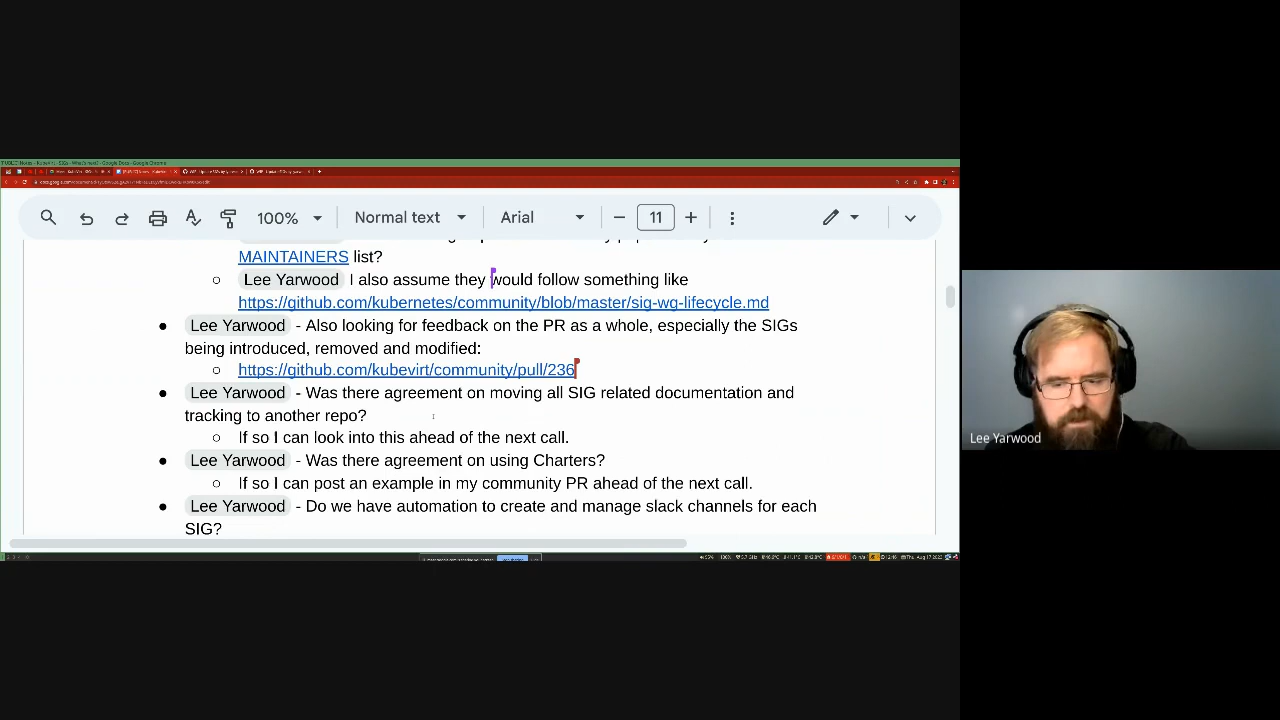 100%
Normal text
Arial
11
MAINTAINERS list?
Lee Yarwood I also assume they would follow something like
https://github.com/kubernetes/community/blob/master/sig-wg-lifecycle.md
Lee Yarwood - Also looking for feedback on the PR as a whole, especially the SIGs
being introduced, removed and modified:
https://github.com/kubevirt/community/pull/236
Lee Yarwood - Was there agreement on moving all SIG related documentation and
tracking to another repo?
If so I can look into this ahead of the next call.
Lee Yarwood - Was there agreement on using Charters?
If so I can post an example in my community PR ahead of the next call.
Lee Yarwood - Do we have automation to create and manage slack channels for each
SIG?
Lee Yarwood